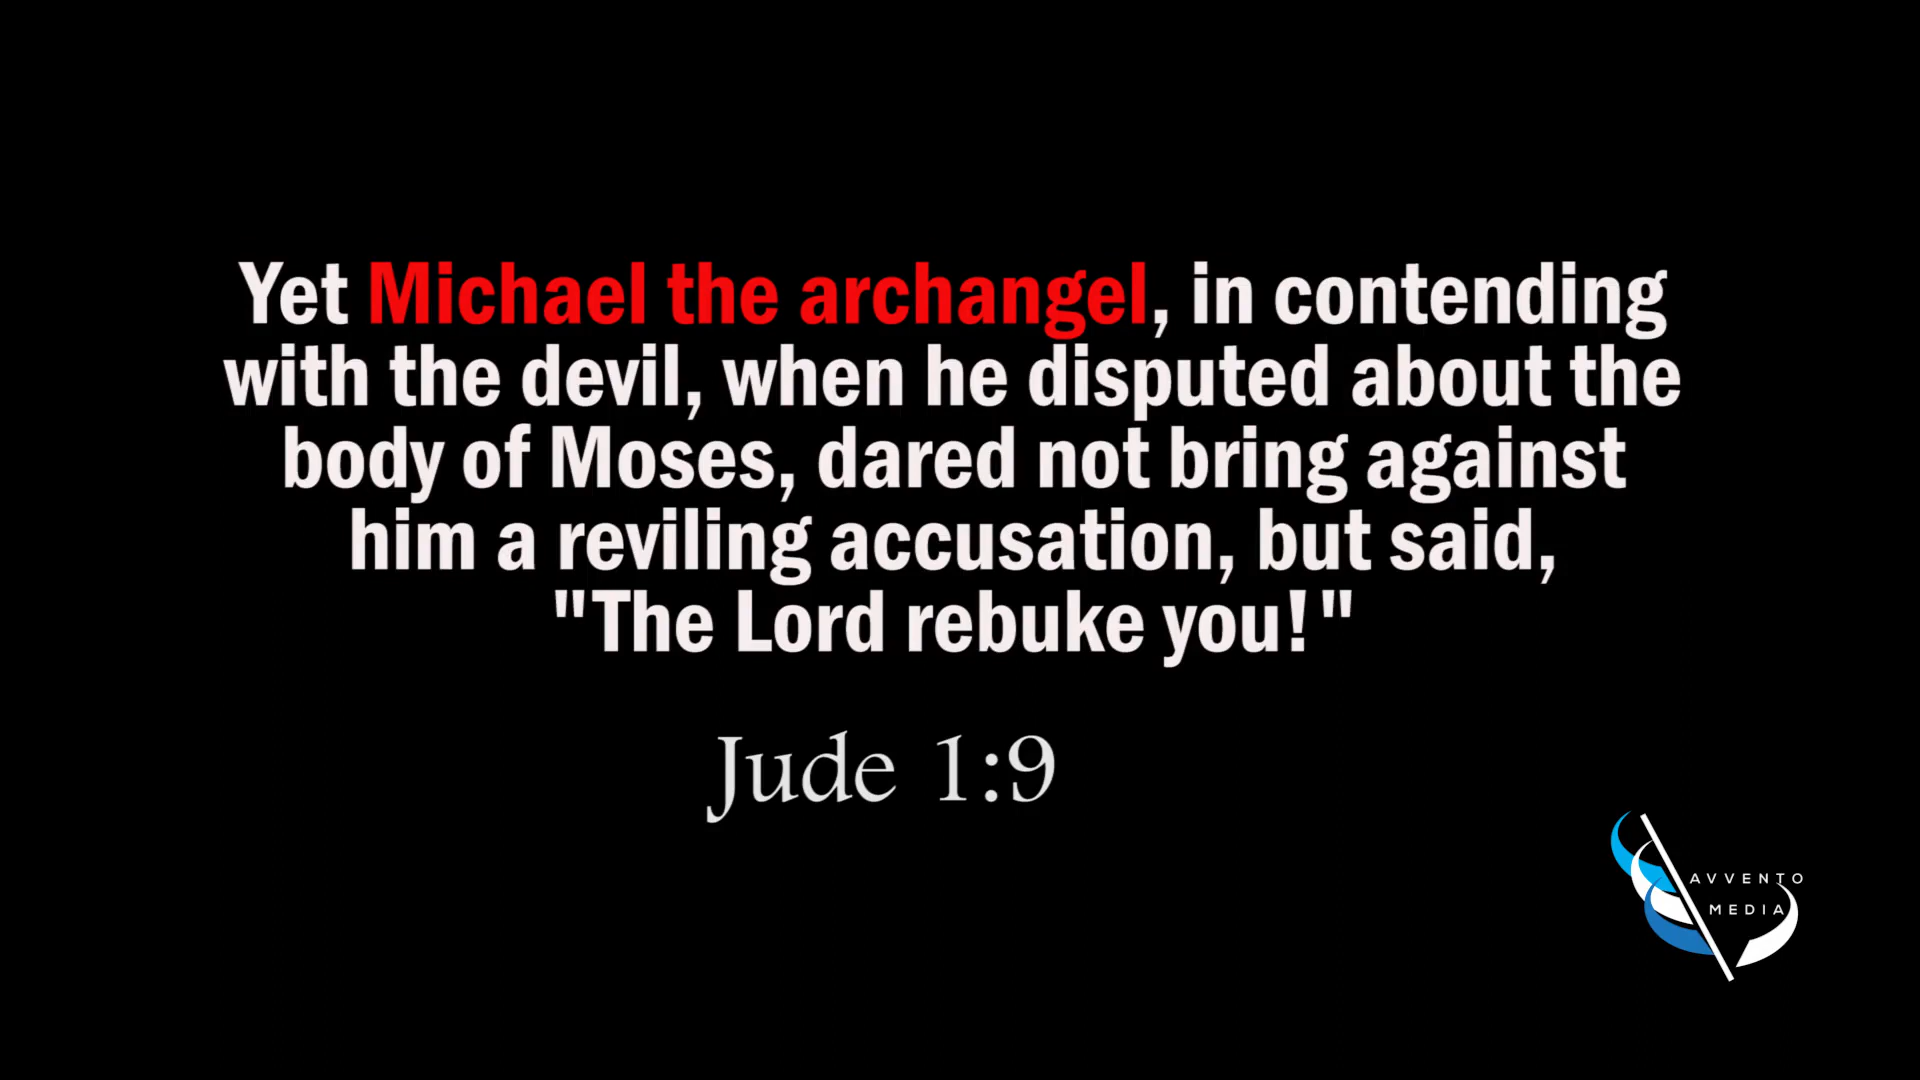 Yet Michael the archangel, in contending
with the devil, when he disputed about the
body of Moses, dared not bring against
him a reviling accusation, but said,
"The Lord rebuke you!"
Jude 1:9
AVVENTO
MEDIA